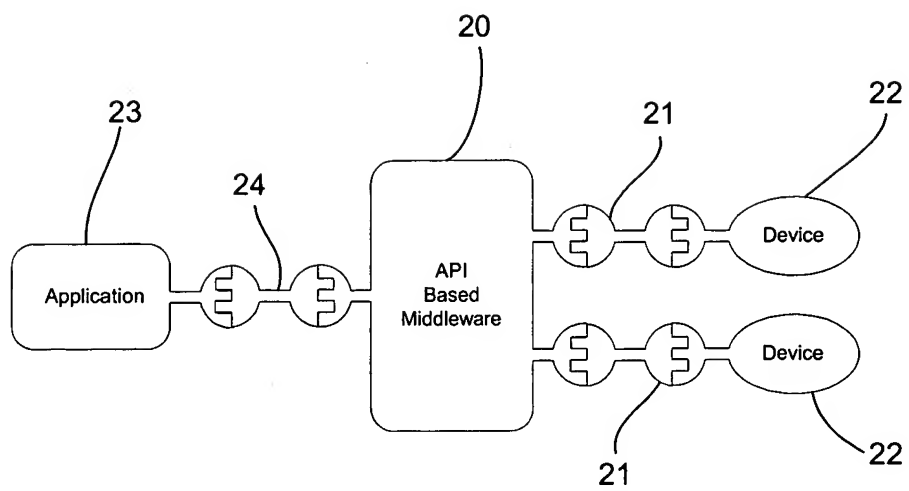 20
23
21
22
24
Device
Application
API
Based
Middleware
Device
21
22